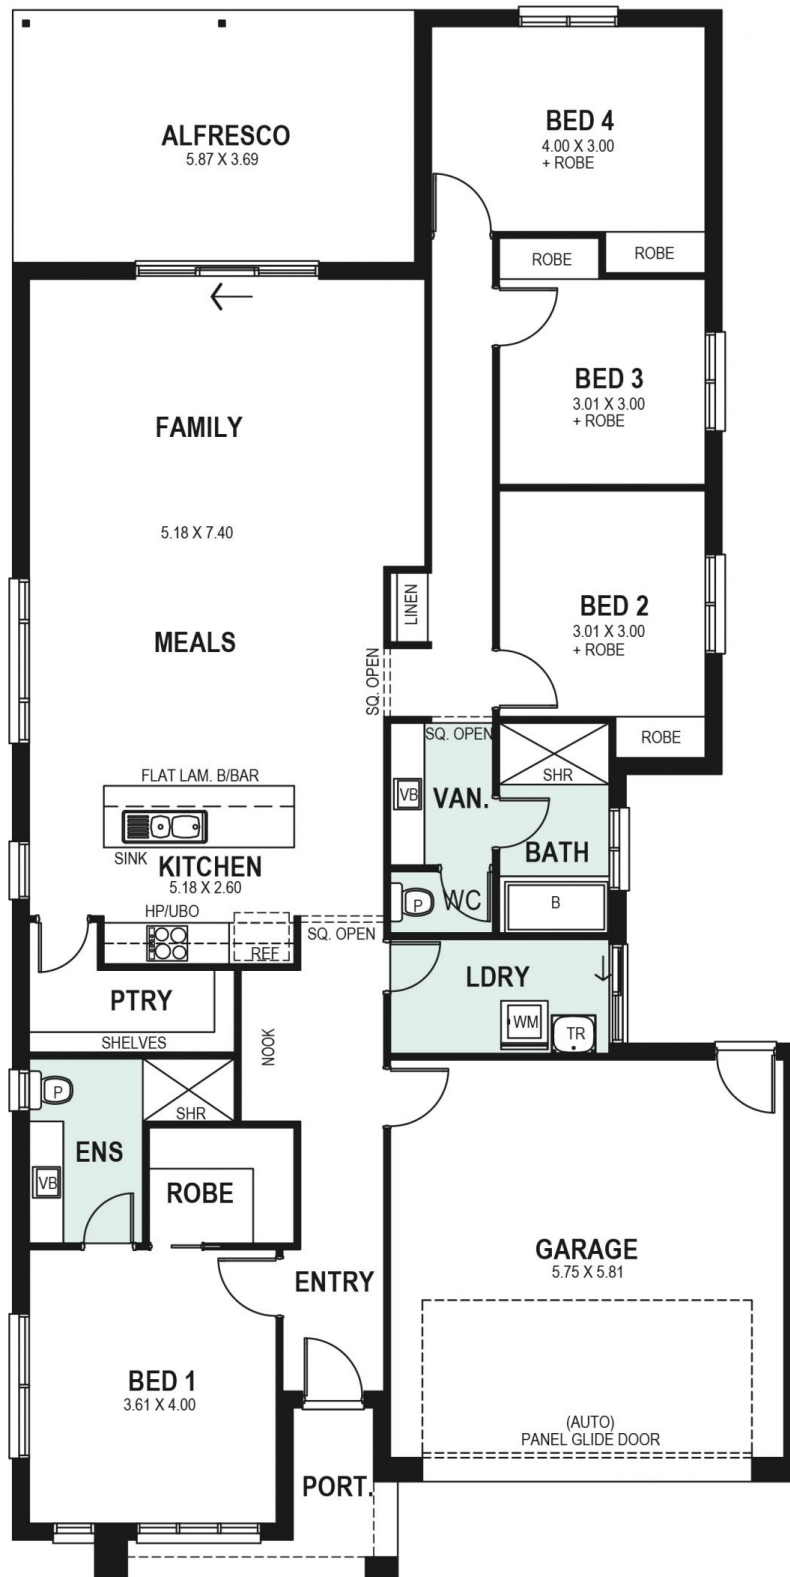 ALFRESCO
5.87 X 3.69
BED 4
4.00 X 3.00
+ ROBE
ROBE
ROBE
BED 3
3.01 X 3.00
+ ROBE
FAMILY
5.18 X 7.40
LINEN
BED 2
3.01 X 3.00
+ ROBE
MEALS
SQ. OPEN
ROBE
SQ. OPEN
SHR
FLAT LAM. B/BAR
VB
VAN.
BATH
SINK
KITCHEN
5.18 X 2.60
HP/UBO
P
WC
B
REF
SQ. OPEN
LDRY
PTRY
WM
TR
SHELVES
NOOK
P
SHR
ENS
VB
ROBE
GARAGE
5.75 X 5.81
ENTRY
BED 1
3.61 X 4.00
(AUTO)
PANEL GLIDE DOOR
PORT.